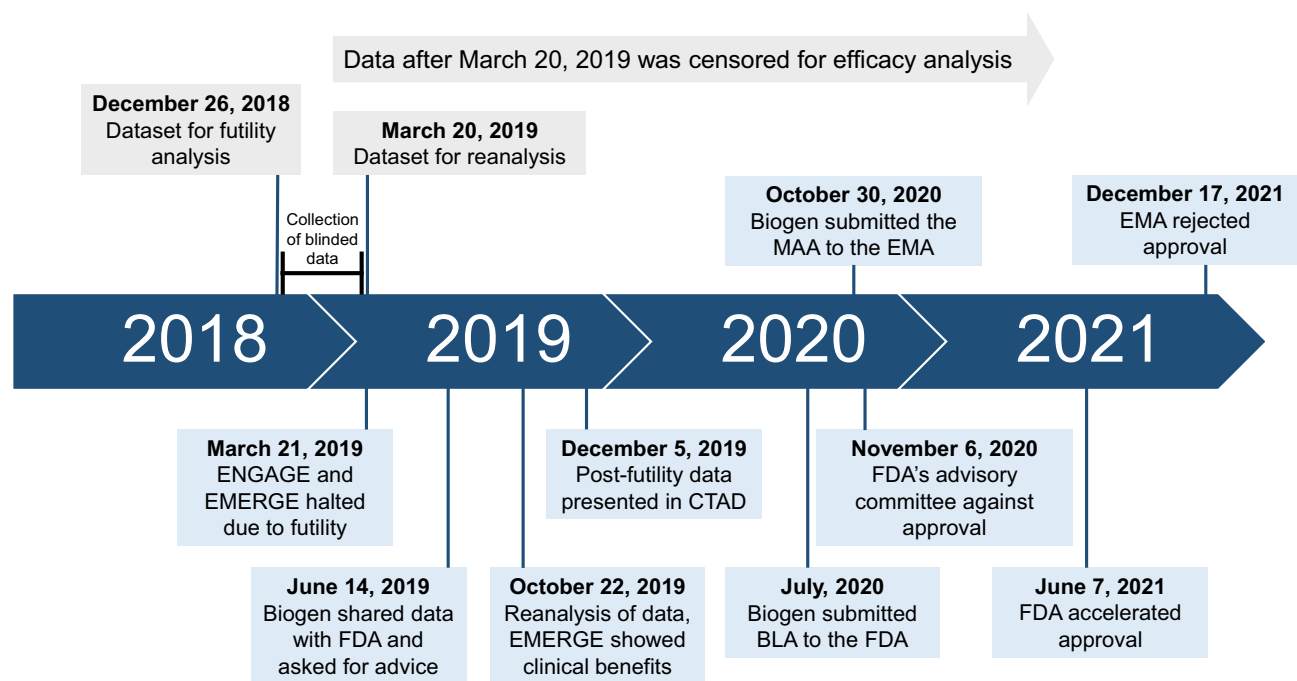 Data after March 20, 2019 was censored for efficacy analysis
December 26, 2018
Dataset for futility
analysis
March 20, 2019
Dataset for reanalysis
Collection
of blinded
data
October 30, 2020
Biogen submitted the
MAA to the EMA
December 17, 2021
EMA rejected
approval
2018
2019
2020
2021
March 21, 2019
ENGAGE and
EMERGE halted
due to futility
December 5, 2019
Post-futility data
presented in CTAD
November 6, 2020
FDA's advisory
committee against
approval
June 14, 2019
Biogen shared data
with FDA and
asked for advice
October 22, 2019
Reanalysis of data,
EMERGE showed
clinical benefits
July, 2020
Biogen submitted
BLA to the FDA
June 7, 2021
FDA accelerated
approval